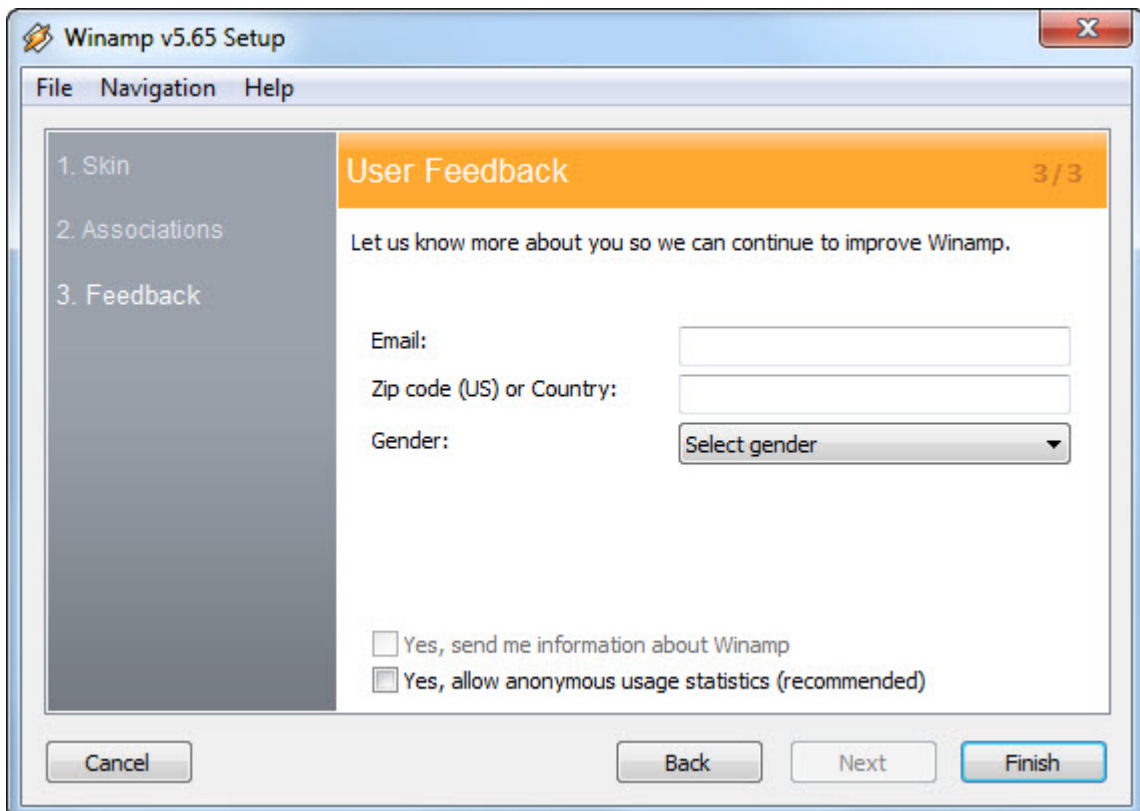 Winamp v5.65 Setup
File Navigation Help
1. Skin
2. Associations
3. Feedback
User Feedback 3/3
Let us know more about you so we can continue to improve Winamp.
Email:
Zip code (US) or Country:
Gender: Select gender
Yes, send me information about Winamp
Yes, allow anonymous usage statistics (recommended)
Cancel Back Next Finish